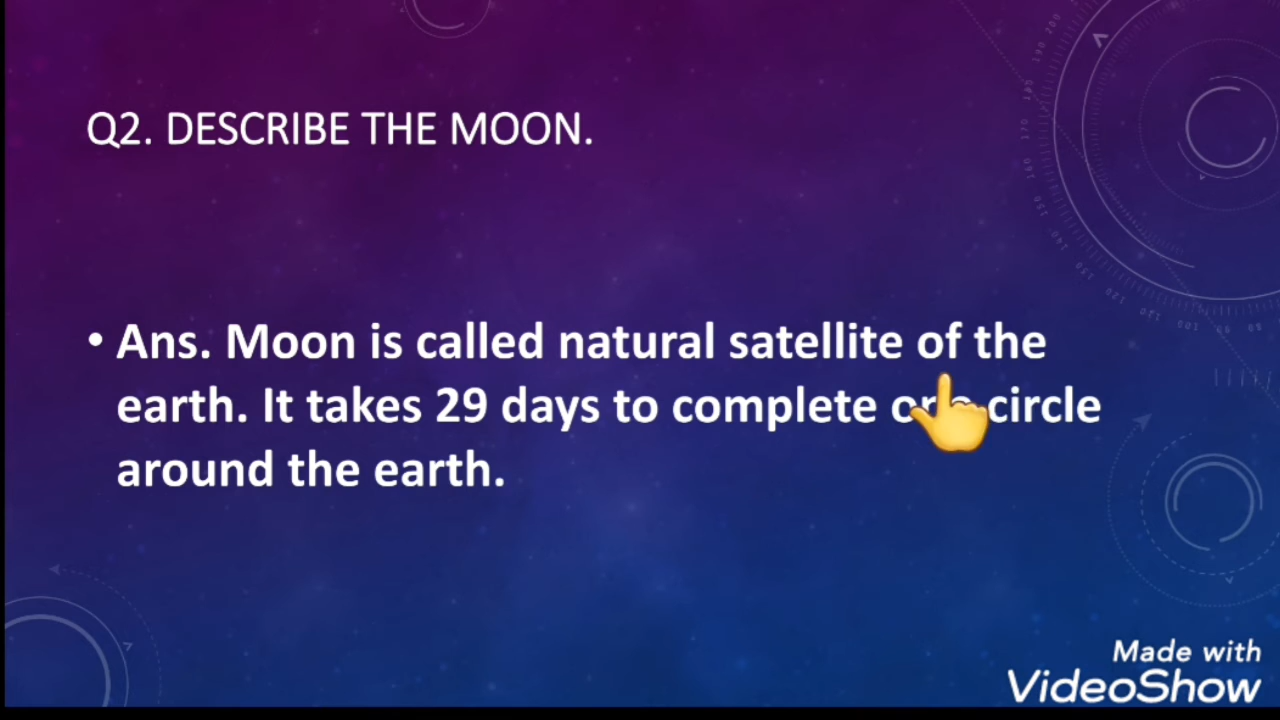 Q2. DESCRIBE THE MOON.
• Ans. Moon is called natural satellite of the
earth. It takes 29 days to complete one circle
around the earth.
Made with
VideoShow